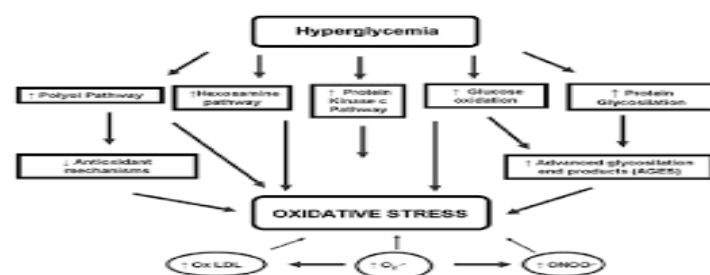 Hyperglycemia
↑ Polyol Pathway
↑Hexosamine
pathway
↑ Protein
Kinase c
Pathway
↑ Glucose
oxidation
↑ Protein
Glycosilation
↓ Antioxidant
mechanisms
↑ Advanced glycosilation
end products (AGES)
OXIDATIVE STRESS
↑ Ox LDL
↑ O₂·⁻
↑ ONOO⁻